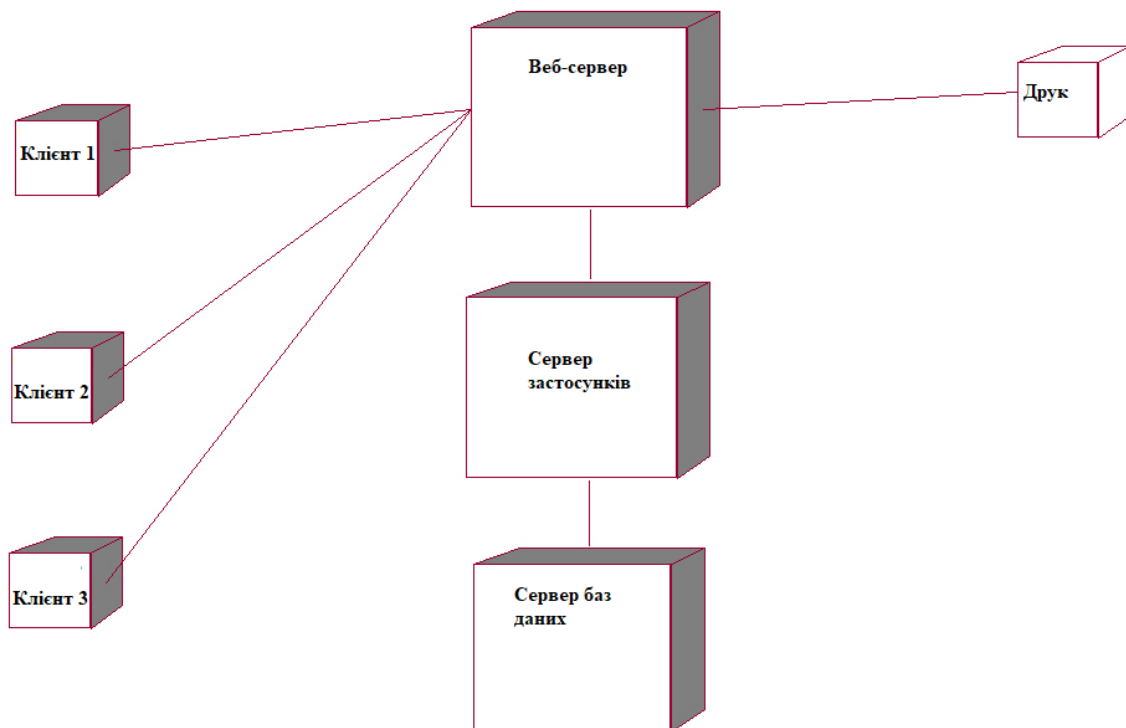 Веб-сервер
Друк
Клієнт 1
Сервер
застосунків
Клієнт 2
Клієнт 3
Сервер баз
даних